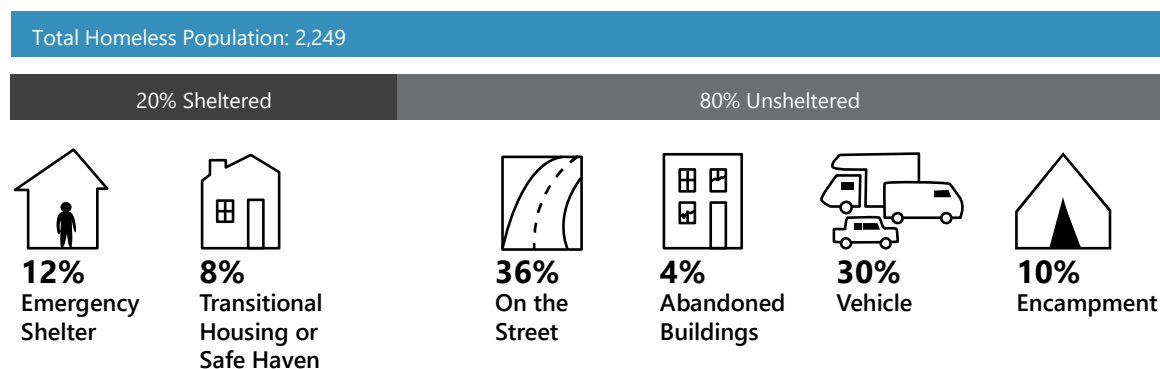 Total Homeless Population: 2,249
20% Sheltered
80% Unsheltered
12%
Emergency
Shelter
8%
Transitional
Housing or
Safe Haven
36%
On the
Street
4%
Abandoned
Buildings
30%
Vehicle
10%
Encampment